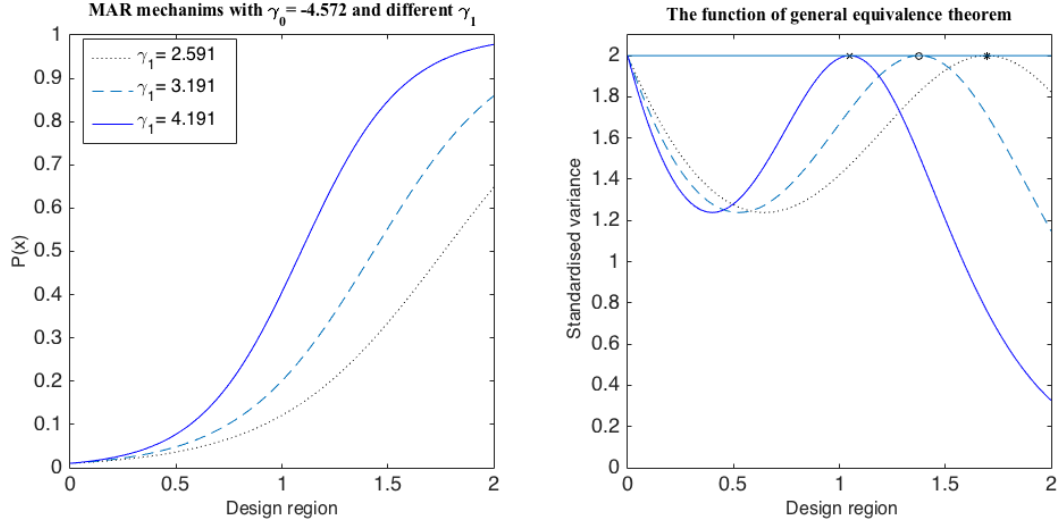 MAR mechanims with γ0= -4.572 and different γ1
1
0.9
0.8
0.7
0.6
0.5
0.4
0.3
0.2
0.1
0
P(x)
γ1= 2.591
γ1= 3.191
γ1= 4.191
0 0.5 1 1.5 2
Design region
The function of general equivalence theorem
2
1.8
1.6
1.4
1.2
1
0.8
0.6
0.4
0.2
0
Standardised variance
0 0.5 1 1.5 2
Design region